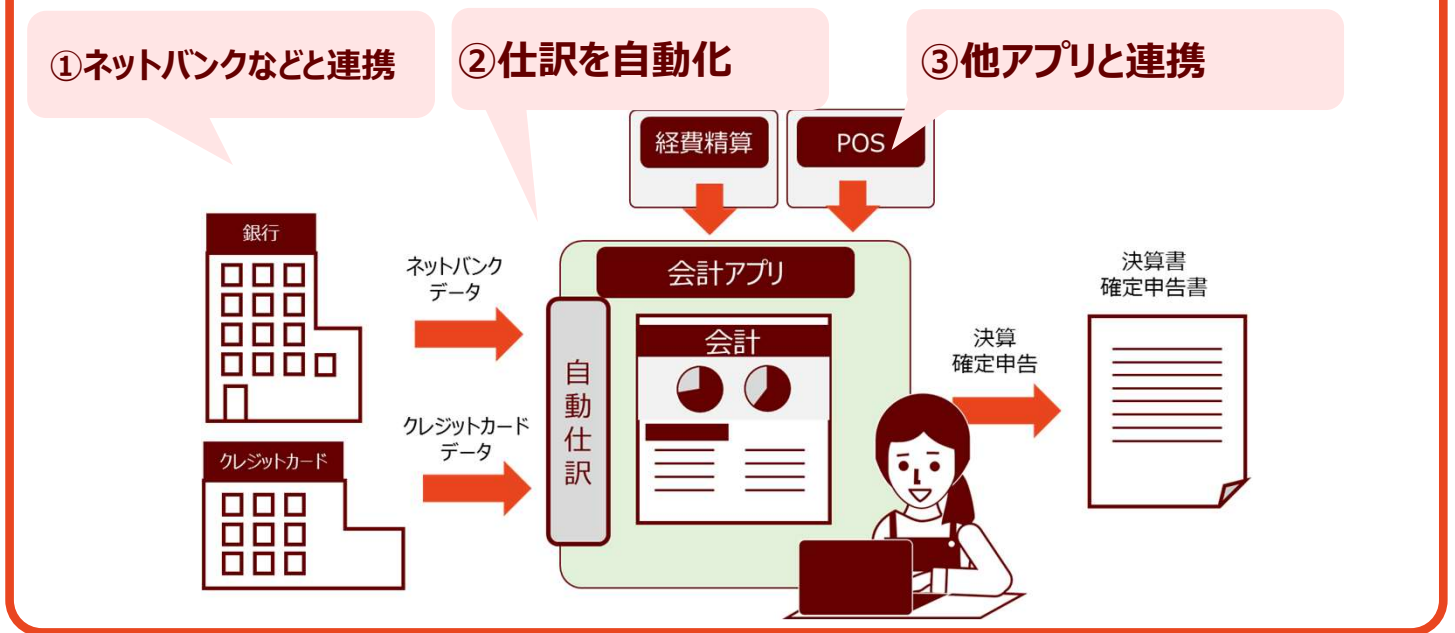 ①ネットバンクなどと連携
②仕訳を自動化
③他アプリと連携
経費精算
POS
銀行
ネットバンク
データ
会計アプリ
決算書
確定申告書
会計
自動仕訳
決算
確定申告
クレジットカード
データ
クレジットカード